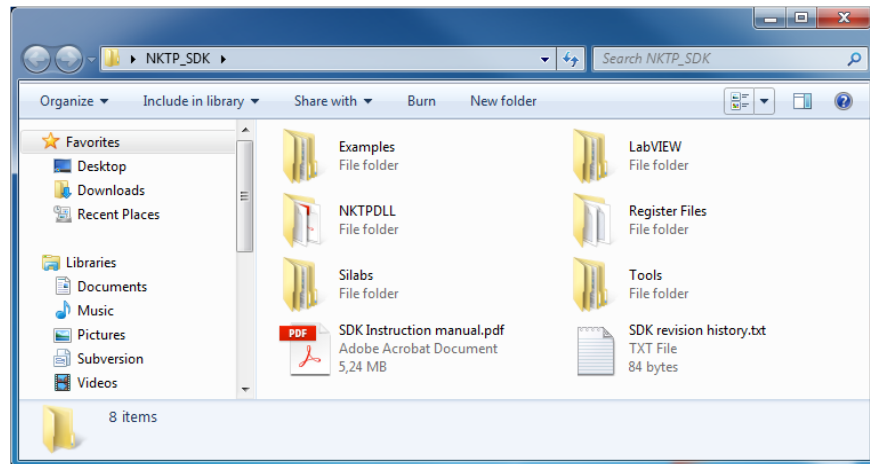 NKTP_SDK
Search NKTP_SDK
Organize Include in library Share with Burn New folder
Favorites
Desktop
Downloads
Recent Places
Libraries
Documents
Music
Pictures
Subversion
Videos
Examples
File folder
LabVIEW
File folder
NKTPDLL
File folder
Register Files
File folder
Silabs
File folder
Tools
File folder
PDF
SDK Instruction manual.pdf
Adobe Acrobat Document
5,24 MB
SDK revision history.txt
TXT File
84 bytes
8 items